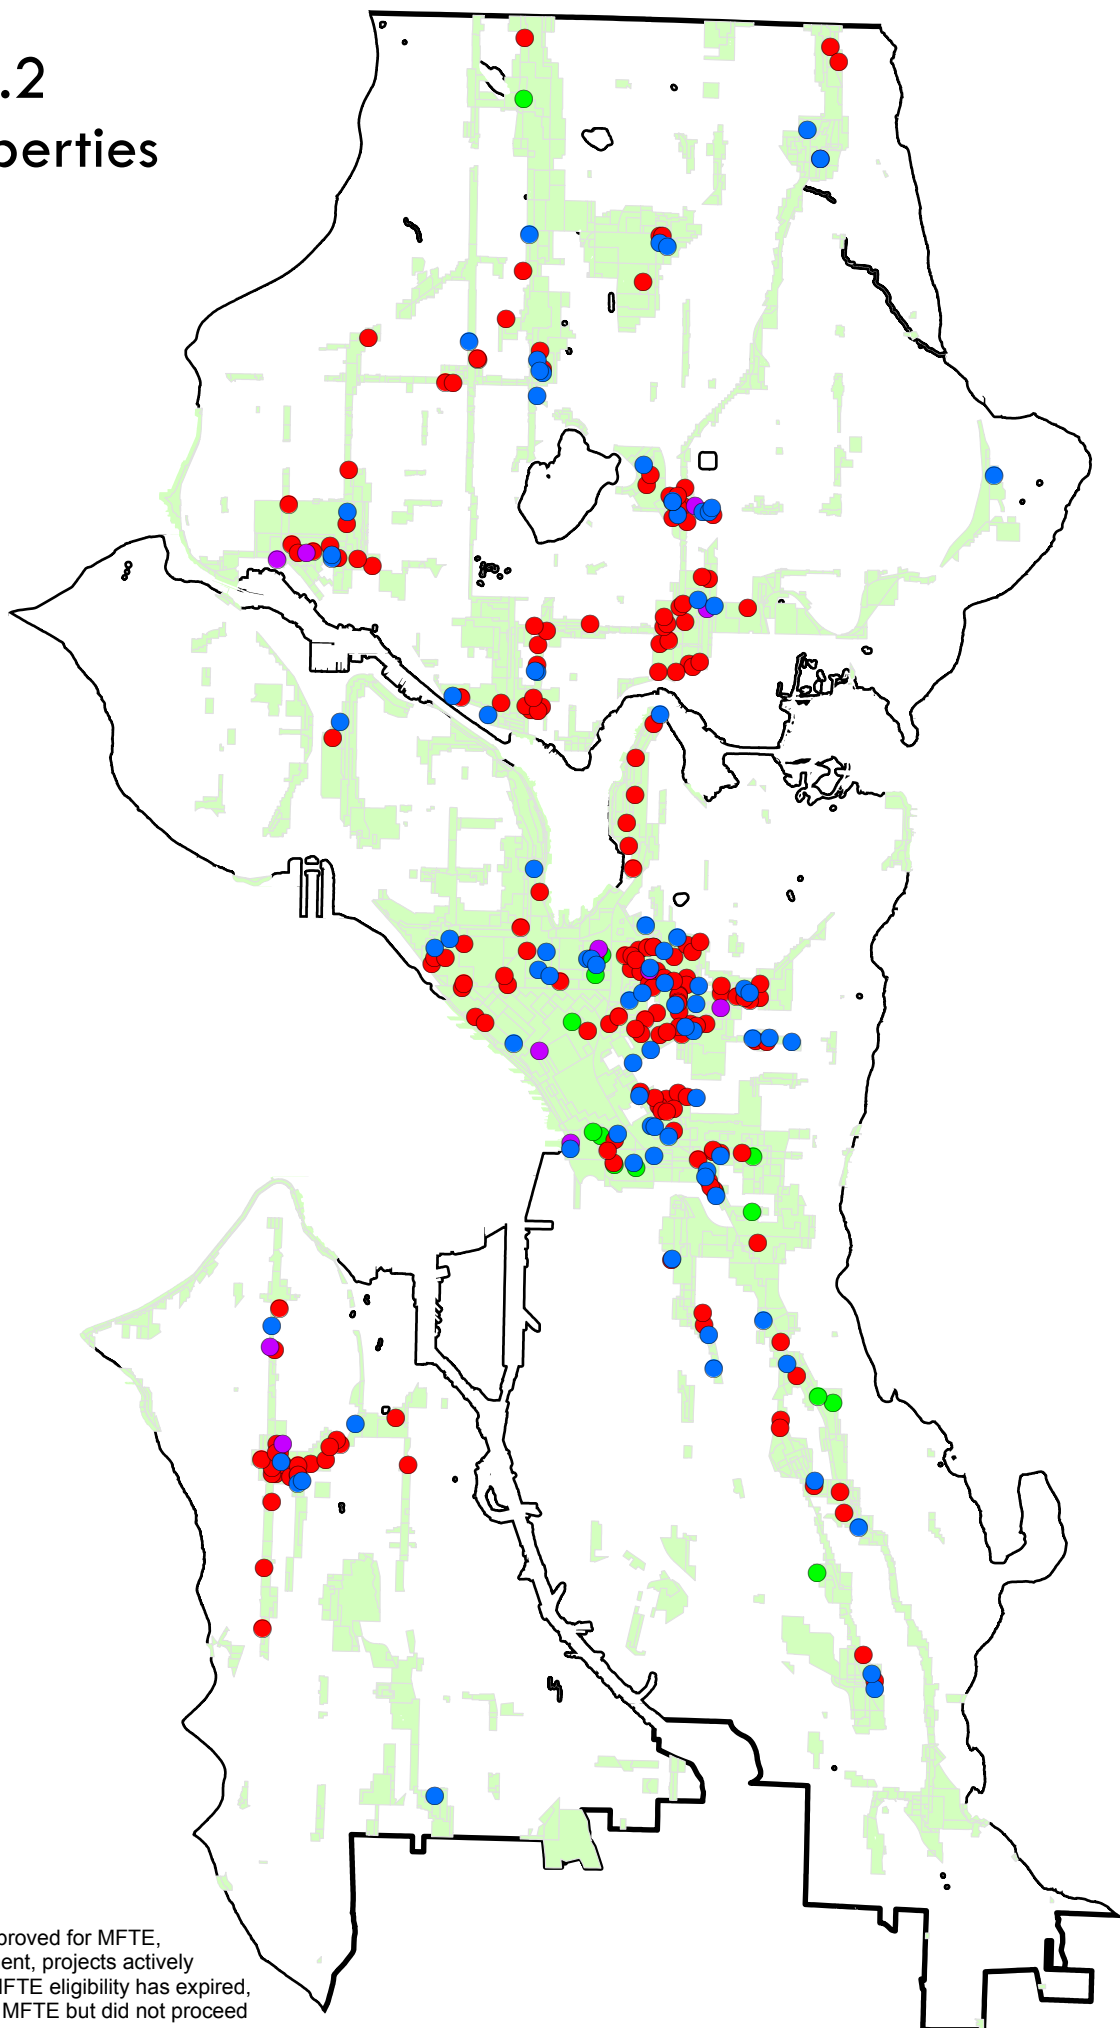 .2
perties
proved for MFTE,
ent, projects actively
MFTE eligibility has expired,
MFTE but did not proceed